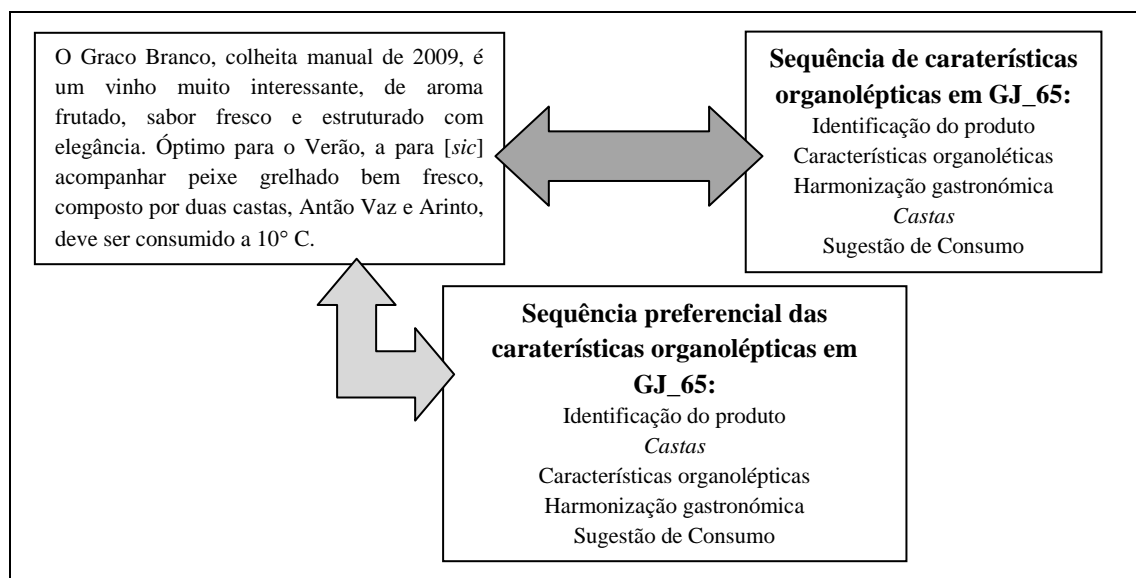 O Graco Branco, colheita manual de 2009, é
um vinho muito interessante, de aroma
frutado, sabor fresco e estruturado com
elegância. Óptimo para o Verão, a para [sic]
acompanhar peixe grelhado bem fresco,
composto por duas castas, Antão Vaz e Arinto,
deve ser consumido a 10° C.
Sequência de caraterísticas
organolépticas em GJ_65:
Identificação do produto
Características organoléticas
Harmonização gastronómica
Castas
Sugestão de Consumo
Sequência preferencial das
caraterísticas organolépticas em
GJ_65:
Identificação do produto
Castas
Características organolépticas
Harmonização gastronómica
Sugestão de Consumo